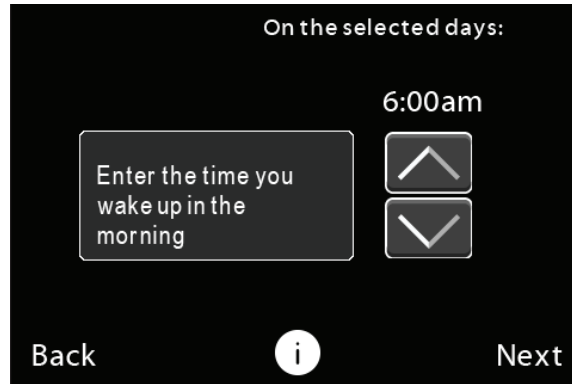 On the selected days:
6:00am
Enter the time you
wake up in the
morning
Back
i
Next